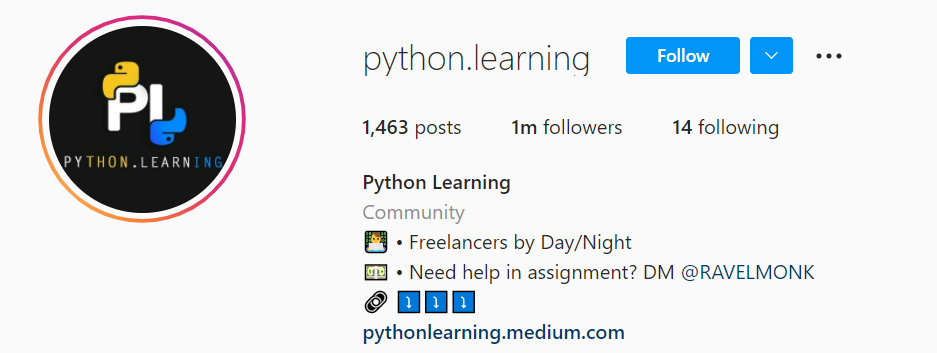 PL
PYTHON.LEARNING
python.learning Follow
1,463 posts 1m followers 14 following
Python Learning
Community
👨‍💻 • Freelancers by Day/Night
💵 • Need help in assignment? DM @RAVELMONK
🔗 ⤵️⤵️⤵️
pythonlearning.medium.com